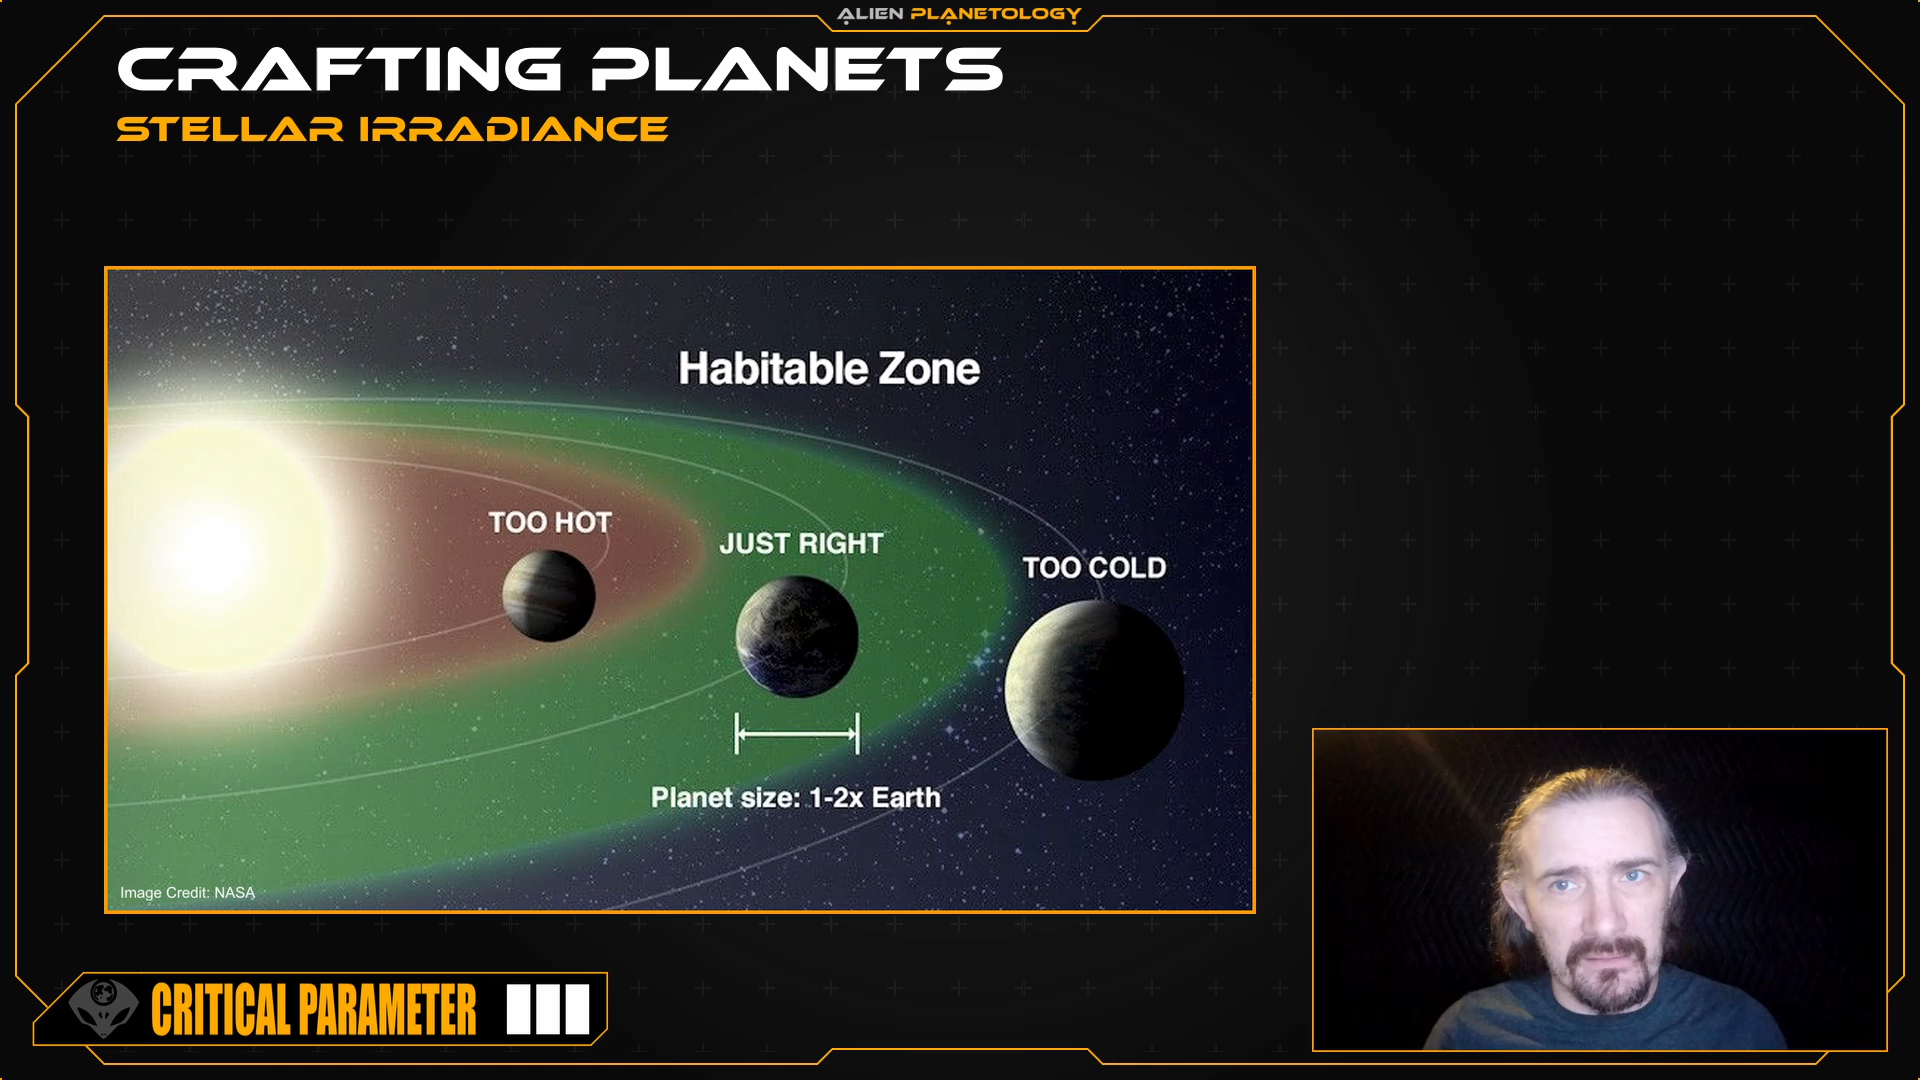 ALIEN PLANETOLOGY
CRAFTING PLANETS
STELLAR IRRADIANCE
Habitable Zone
TOO HOT
JUST RIGHT
TOO COLD
Planet size: 1-2x Earth
Image Credit: NASA
CRITICAL PARAMETER